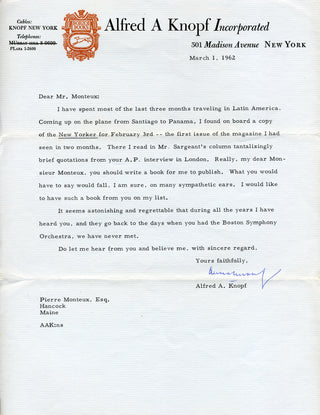 Cables:
KNOPF NEW YORK
Telephones:
MURRAY HILL 8-0600
PLaza 1-2600
BORZOI
BOOKS
Alfred A Knopf Incorporated
501 Madison Avenue NEW YORK
March 1, 1962
Dear Mr. Monteux:
I have spent most of the last three months traveling in Latin America.
Coming up on the plane from Santiago to Panama, I found on board a copy
of the New Yorker for February 3rd -- the first issue of the magazine I had
seen in two months. There I read in Mr. Sargeant's column tantalisingly
brief quotations from your A.P. interview in London. Really, my dear Mon-
sieur Monteux, you should write a book for me to publish. What you would
have to say would fall, I am sure, on many sympathetic ears. I would like
to have such a book from you on my list.
It seems astonishing and regrettable that during all the years I have
heard you, and they go back to the days when you had the Boston Symphony
Orchestra, we have never met.
Do let me hear from you and believe me, with sincere regard,
Yours faithfully,
Alfred A. Knopf
Pierre Monteux, Esq.
Hancock
Maine
AAK:ns